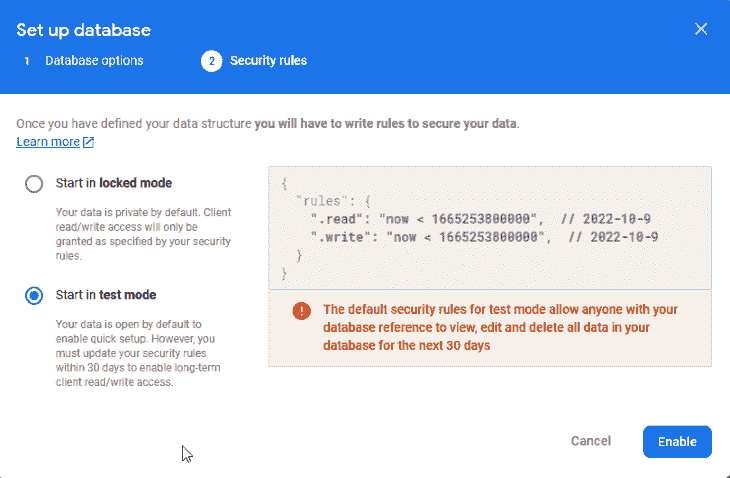 Set up database
1 Database options
2 Security rules
Once you have defined your data structure you will have to write rules to secure your data.
Learn more
Start in locked mode
Your data is private by default. Client
read/write access will only be
granted as specified by your security
rules.
Start in test mode
Your data is open by default to
enable quick setup. However, you
must update your security rules
within 30 days to enable long-term
client read/write access.
{
"rules": {
".read": "now < 1665253800000", // 2022-10-9
".write": "now < 1665253800000", // 2022-10-9
}
}
! The default security rules for test mode allow anyone with your
database reference to view, edit and delete all data in your
database for the next 30 days
Cancel
Enable